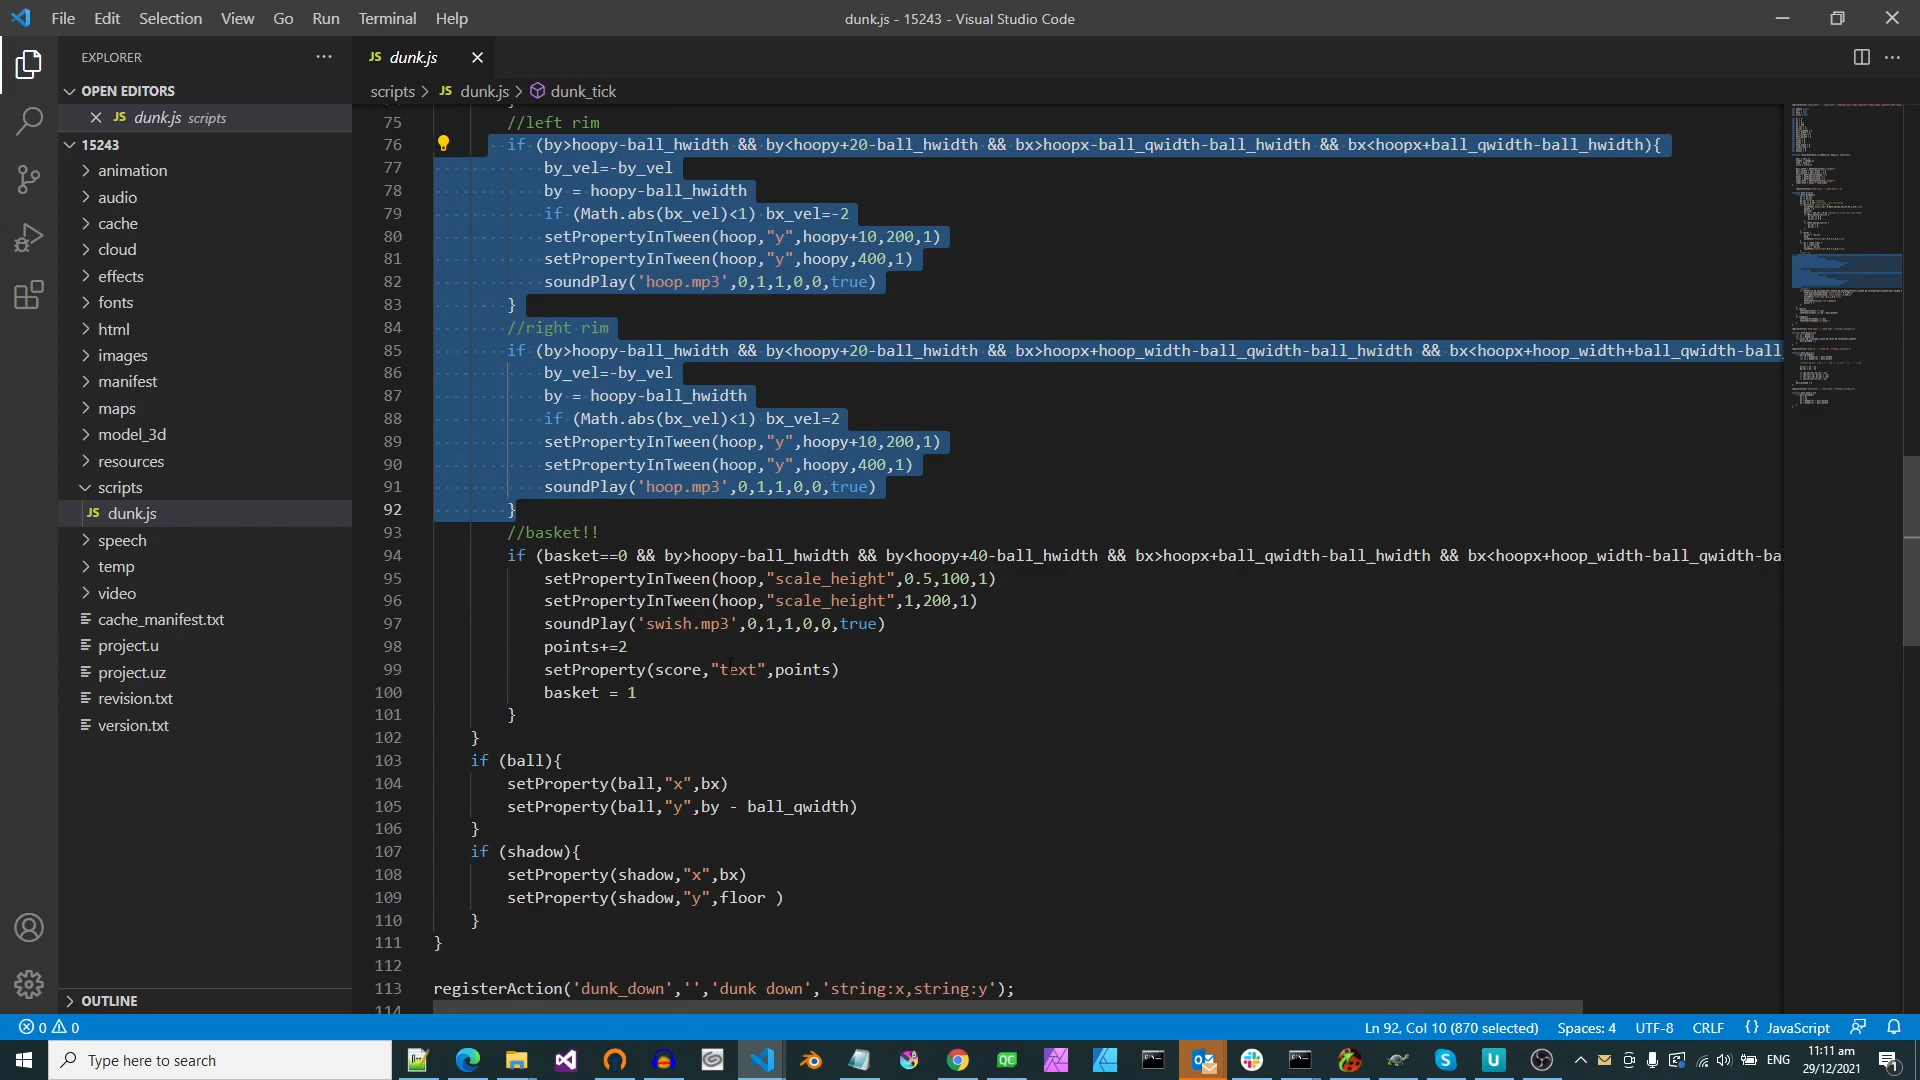 File Edit Selection View Go Run Terminal Help
dunk.js - 15243 - Visual Studio Code
EXPLORER
OPEN EDITORS
JS dunk.js scripts
15243
animation
audio
cache
cloud
effects
fonts
html
images
manifest
maps
model_3d
resources
scripts
JS dunk.js
speech
temp
video
cache_manifest.txt
project.u
project.uz
revision.txt
version.txt
OUTLINE
JS dunk.js
scripts > JS dunk.js > dunk_tick
75 //left rim
76 if (by>hoopy-ball_hwidth && by<hoopy+20-ball_hwidth && bx>hoopx-ball_qwidth-ball_hwidth && bx<hoopx+ball_qwidth-ball_hwidth){
77 by_vel=-by_vel
78 by = hoopy-ball_hwidth
79 if (Math.abs(bx_vel)<1) bx_vel=-2
80 setPropertyInTween(hoop,"y",hoopy+10,200,1)
81 setPropertyInTween(hoop,"y",hoopy,400,1)
82 soundPlay('hoop.mp3',0,1,1,0,0,true)
83 }
84 //right rim
85 if (by>hoopy-ball_hwidth && by<hoopy+20-ball_hwidth && bx>hoopx+hoop_width-ball_qwidth-ball_hwidth && bx<hoopx+hoop_width+ball_qwidth-ball_
86 by_vel=-by_vel
87 by = hoopy-ball_hwidth
88 if (Math.abs(bx_vel)<1) bx_vel=2
89 setPropertyInTween(hoop,"y",hoopy+10,200,1)
90 setPropertyInTween(hoop,"y",hoopy,400,1)
91 soundPlay('hoop.mp3',0,1,1,0,0,true)
92 }
93 //basket!!
94 if (basket==0 && by>hoopy-ball_hwidth && by<hoopy+40-ball_hwidth && bx>hoopx+ball_qwidth-ball_hwidth && bx<hoopx+hoop_width-ball_qwidth-ba
95 setPropertyInTween(hoop,"scale_height",0.5,100,1)
96 setPropertyInTween(hoop,"scale_height",1,200,1)
97 soundPlay('swish.mp3',0,1,1,0,0,true)
98 points+=2
99 setProperty(score,"text",points)
100 basket = 1
101 }
102 }
103 if (ball){
104 setProperty(ball,"x",bx)
105 setProperty(ball,"y",by - ball_qwidth)
106 }
107 if (shadow){
108 setProperty(shadow,"x",bx)
109 setProperty(shadow,"y",floor )
110 }
111 }
112
113 registerAction('dunk_down','','dunk down','string:x,string:y');
114
0 0
Ln 92, Col 10 (870 selected) Spaces: 4 UTF-8 CRLF {} JavaScript
Type here to search
ENG
11:11 am
29/12/2021